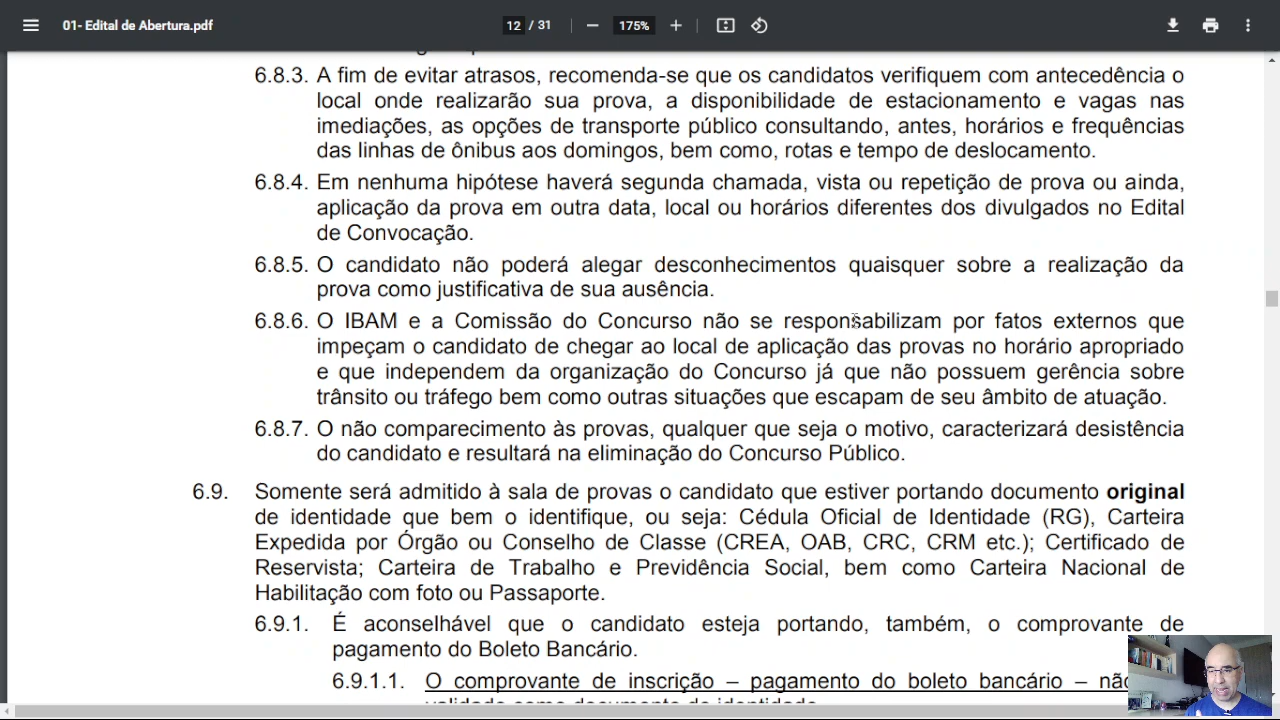 01- Edital de Abertura.pdf
12 / 31
175%
6.8.3. A fim de evitar atrasos, recomenda-se que os candidatos verifiquem com antecedência o
local onde realizarão sua prova, a disponibilidade de estacionamento e vagas nas
imediações, as opções de transporte público consultando, antes, horários e frequências
das linhas de ônibus aos domingos, bem como, rotas e tempo de deslocamento.
6.8.4. Em nenhuma hipótese haverá segunda chamada, vista ou repetição de prova ou ainda,
aplicação da prova em outra data, local ou horários diferentes dos divulgados no Edital
de Convocação.
6.8.5. O candidato não poderá alegar desconhecimentos quaisquer sobre a realização da
prova como justificativa de sua ausência.
6.8.6. O IBAM e a Comissão do Concurso não se responsabilizam por fatos externos que
impeçam o candidato de chegar ao local de aplicação das provas no horário apropriado
e que independem da organização do Concurso já que não possuem gerência sobre
trânsito ou tráfego bem como outras situações que escapam de seu âmbito de atuação.
6.8.7. O não comparecimento às provas, qualquer que seja o motivo, caracterizará desistência
do candidato e resultará na eliminação do Concurso Público.
6.9. Somente será admitido à sala de provas o candidato que estiver portando documento original
de identidade que bem o identifique, ou seja: Cédula Oficial de Identidade (RG), Carteira
Expedida por Órgão ou Conselho de Classe (CREA, OAB, CRC, CRM etc.); Certificado de
Reservista; Carteira de Trabalho e Previdência Social, bem como Carteira Nacional de
Habilitação com foto ou Passaporte.
6.9.1. É aconselhável que o candidato esteja portando, também, o comprovante de
pagamento do Boleto Bancário.
6.9.1.1. O comprovante de inscrição – pagamento do boleto bancário –